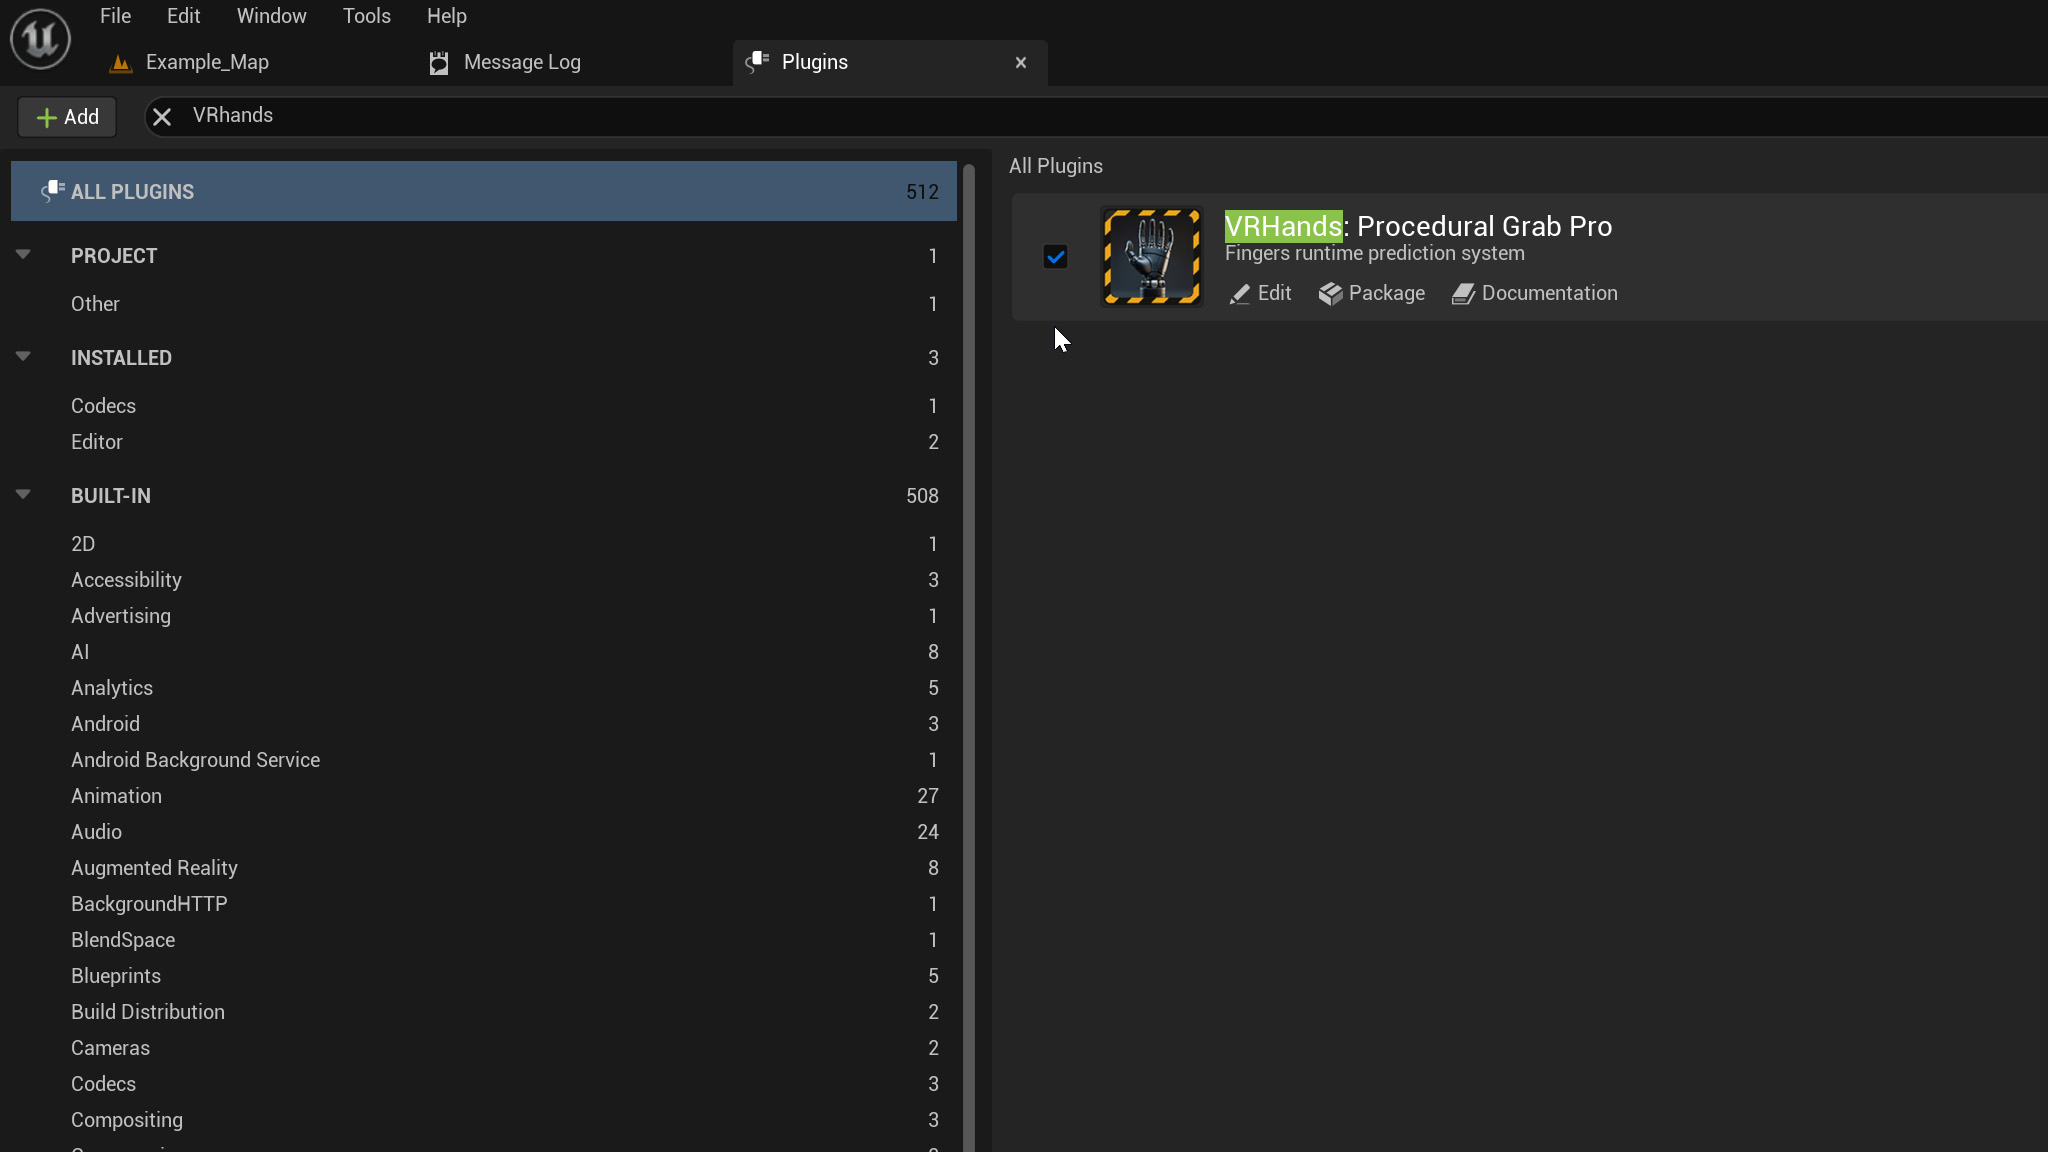 File Edit Window Tools Help
Example_Map Message Log Plugins
Add VRhands
ALL PLUGINS 512
PROJECT 1
Other 1
INSTALLED 3
Codecs 1
Editor 2
BUILT-IN 508
2D 1
Accessibility 3
Advertising 1
AI 8
Analytics 5
Android 3
Android Background Service 1
Animation 27
Audio 24
Augmented Reality 8
BackgroundHTTP 1
BlendSpace 1
Blueprints 5
Build Distribution 2
Cameras 2
Codecs 3
Compositing 3
All Plugins
VRHands: Procedural Grab Pro
Fingers runtime prediction system
Edit Package Documentation